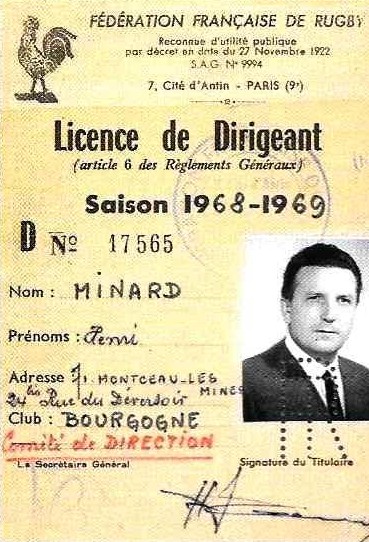 FÉDÉRATION FRANÇAISE DE RUGBY
Reconnue d'utilité publique
par décret en date du 27 Novembre 1922
S.A.G. Nº 9994
7, Cité d'Antin - PARIS (9e)
Licence de Dirigeant
(article 6 des Règlements Généraux)
Saison 1968-1969
D Nº 17565
Nom : MINARD
Prénoms : Henri
Adresse 71 MONTCEAU-LES MINES
24 bis Rue du Déversoir
Club : BOURGOGNE
Comité de DIRECTION
Le Secrétaire Général
Signature du Titulaire